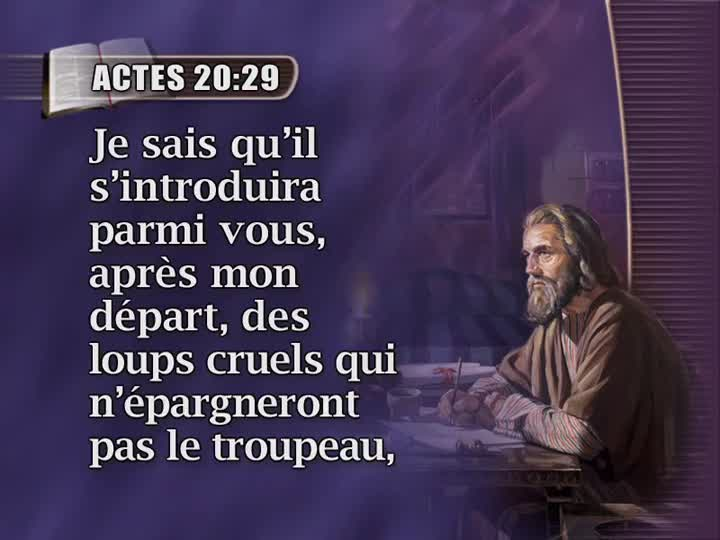 ACTES 20:29
Je sais qu’il
s’introduira
parmi vous,
après mon
départ, des
loups cruels qui
n’épargneront
pas le troupeau,